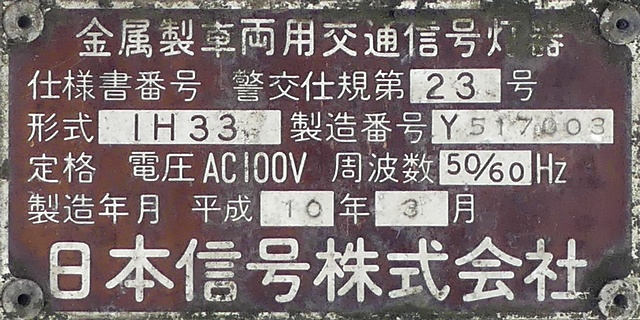 金属製車両用交通信号灯器
仕様書番号 警交仕規第 23 号
形式 1H33 製造番号 Y517003
定格 電圧 AC100V 周波数 50/60 Hz
製造年月 平成 10 年 3 月
日本信号株式会社